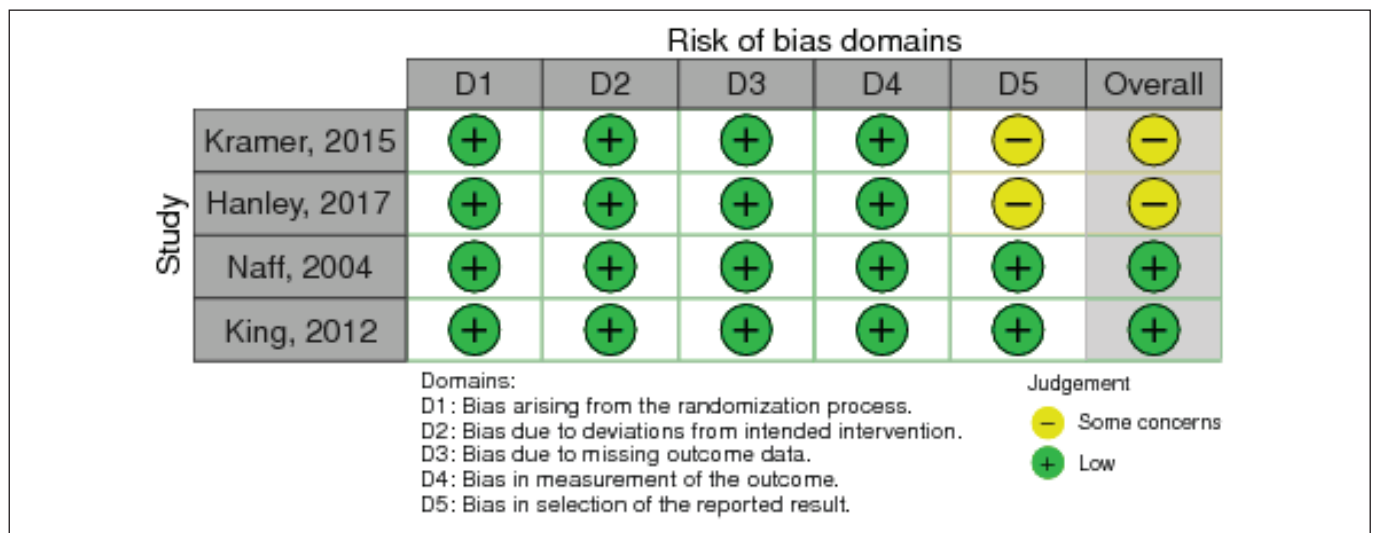 Risk of bias domains
D1 D2 D3 D4 D5 Overall
Study
Kramer, 2015 + + + + − −
Hanley, 2017 + + + + − −
Naff, 2004 + + + + + +
King, 2012 + + + + + +
Domains:
D1: Bias arising from the randomization process.
D2: Bias due to deviations from intended intervention.
D3: Bias due to missing outcome data.
D4: Bias in measurement of the outcome.
D5: Bias in selection of the reported result.
Judgement
− Some concerns
+ Low